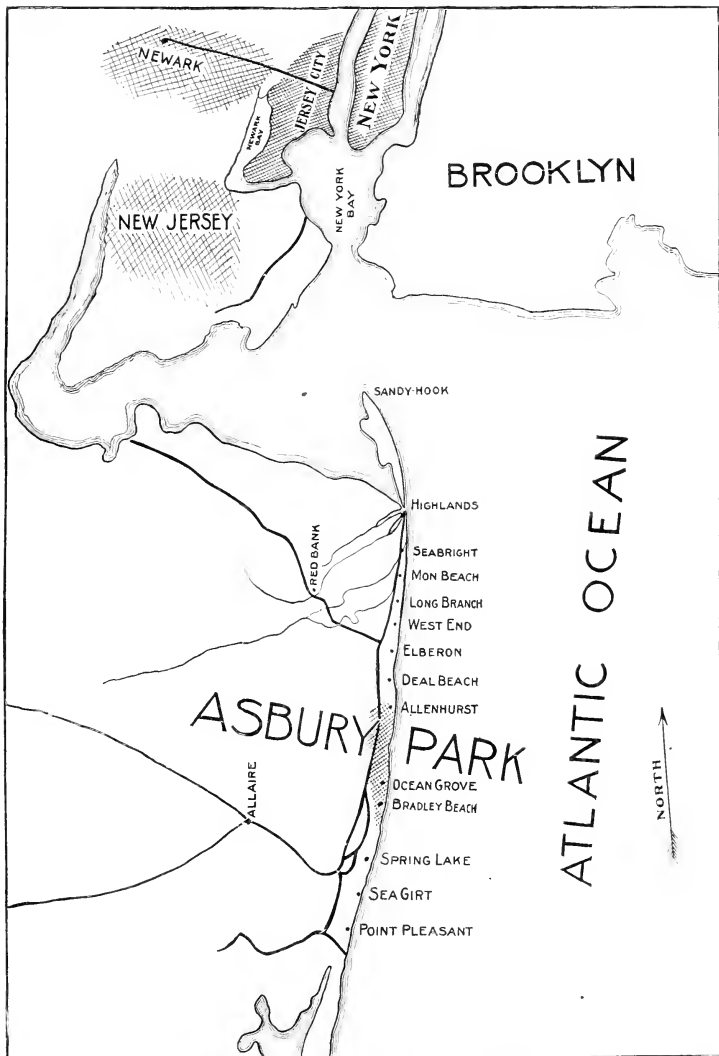 NEWARK
NEWARK BAY
JERSEY CITY
NEW YORK
NEW YORK BAY
BROOKLYN
NEW JERSEY
SANDY-HOOK
HIGHLANDS
RED BANK
SEABRIGHT
MON BEACH
LONG BRANCH
WEST END
ELBERON
DEAL BEACH
ALLENHURST
ASBURY PARK
OCEAN GROVE
BRADLEY BEACH
ALLAIRE
SPRING LAKE
SEA GIRT
POINT PLEASANT
ATLANTIC OCEAN
NORTH